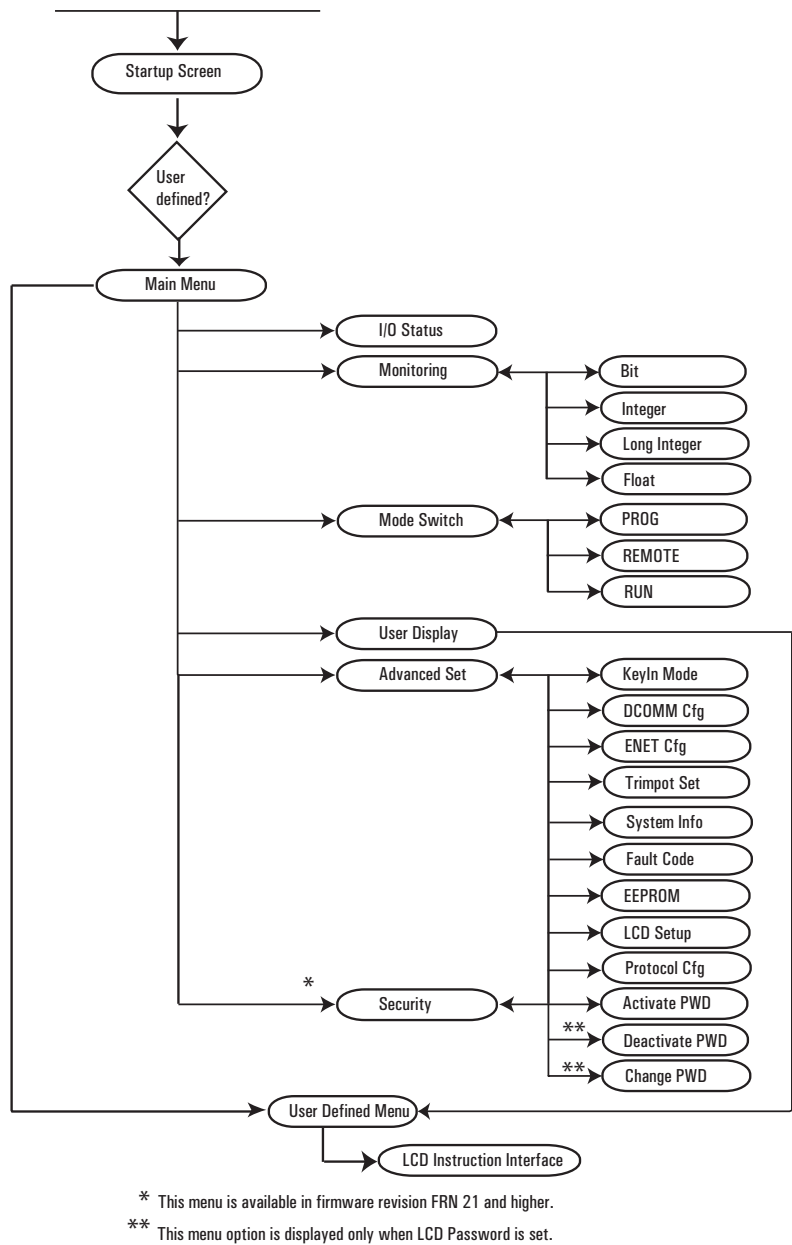 Startup Screen
User
defined?
Main Menu
I/O Status
Monitoring
Bit
Integer
Long Integer
Float
Mode Switch
PROG
REMOTE
RUN
User Display
Advanced Set
KeyIn Mode
DCOMM Cfg
ENET Cfg
Trimpot Set
System Info
Fault Code
EEPROM
LCD Setup
Protocol Cfg
*
Security
Activate PWD
**
Deactivate PWD
**
Change PWD
User Defined Menu
LCD Instruction Interface
* This menu is available in firmware revision FRN 21 and higher.
** This menu option is displayed only when LCD Password is set.